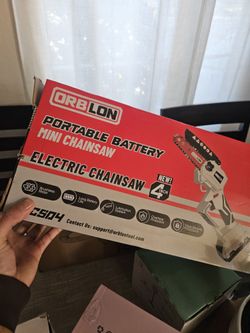 ORBLON
PORTABLE BATTERY
MINI CHAINSAW
NEW!
ELECTRIC CHAINSAW
4
CS04
Contact Us: support@orblontool.com